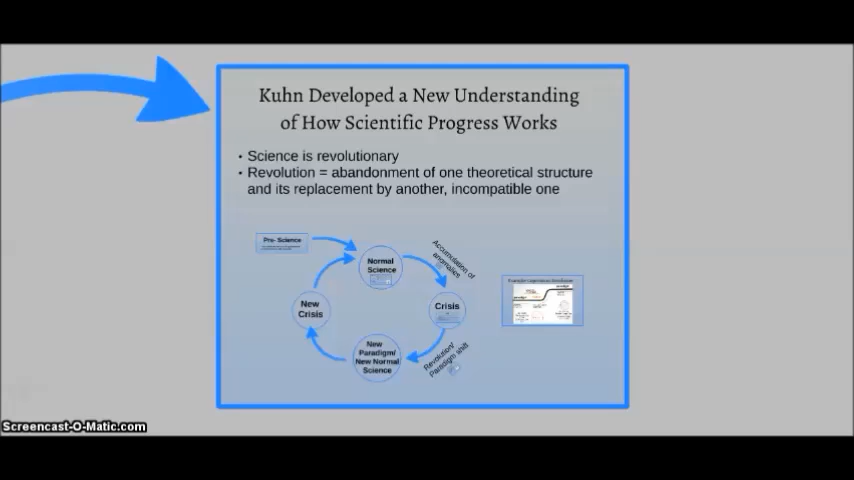 Kuhn Developed a New Understanding
of How Scientific Progress Works
• Science is revolutionary
• Revolution = abandonment of one theoretical structure
and its replacement by another, incompatible one
Pre- Science
Normal
Science
Accumulation of
anomalies
Crisis
Revolution/
Paradigm shift
New
Paradigm/
New Normal
Science
New
Crisis
Screencast-O-Matic.com